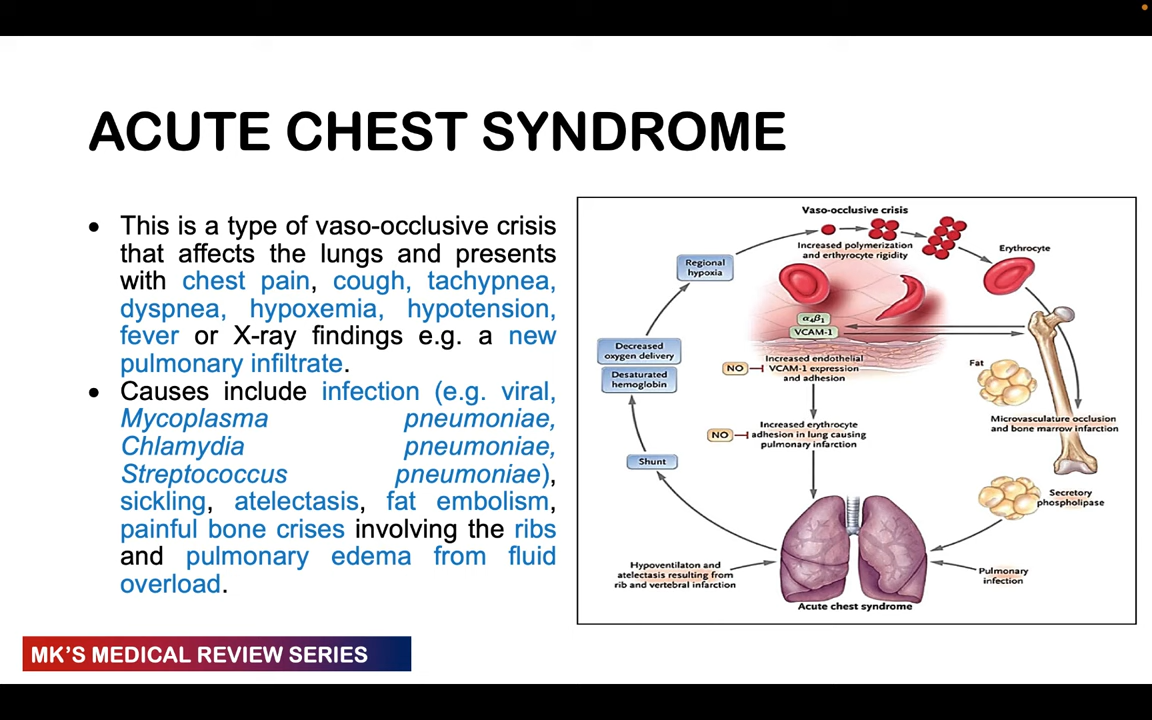 ACUTE CHEST SYNDROME
• This is a type of vaso-occlusive crisis
that affects the lungs and presents
with chest pain, cough, tachypnea,
dyspnea, hypoxemia, hypotension,
fever or X-ray findings e.g. a new
pulmonary infiltrate.
• Causes include infection (e.g. viral,
Mycoplasma pneumoniae,
Chlamydia pneumoniae,
Streptococcus pneumoniae),
sickling, atelectasis, fat embolism,
painful bone crises involving the ribs
and pulmonary edema from fluid
overload.
Vaso-occlusive crisis
Increased polymerization
and erthyrocyte rigidity
Erythrocyte
Regional
hypoxia
α4β1
VCAM-1
Decreased
oxygen delivery
Desaturated
hemoglobin
NO
Increased endothelial
VCAM-1 expression
and adhesion
Fat
Microvasculature occlusion
and bone marrow infarction
NO
Increased erythrocyte
adhesion in lung causing
pulmonary infarction
Shunt
Secretory
phospholipase
Hypoventilaton and
atelectasis resulting from
rib and vertebral infarction
Pulmonary
infection
Acute chest syndrome
MK'S MEDICAL REVIEW SERIES